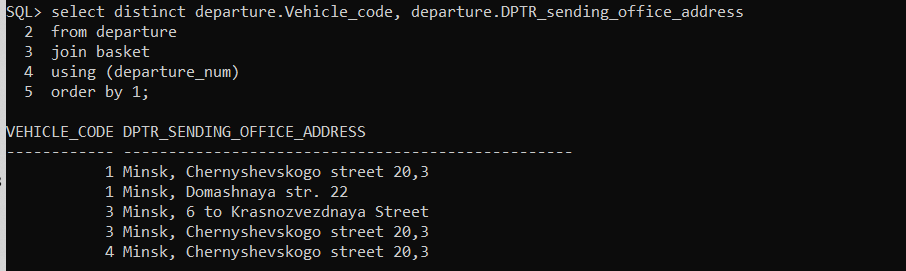 SQL> select distinct departure.Vehicle_code, departure.DPTR_sending_office_address
2 from departure
3 join basket
4 using (departure_num)
5 order by 1;
VEHICLE_CODE DPTR_SENDING_OFFICE_ADDRESS
------------ --------------------------------------------------
1 Minsk, Chernyshevskogo street 20,3
1 Minsk, Domashnaya str. 22
3 Minsk, 6 to Krasnozvezdnaya Street
3 Minsk, Chernyshevskogo street 20,3
4 Minsk, Chernyshevskogo street 20,3